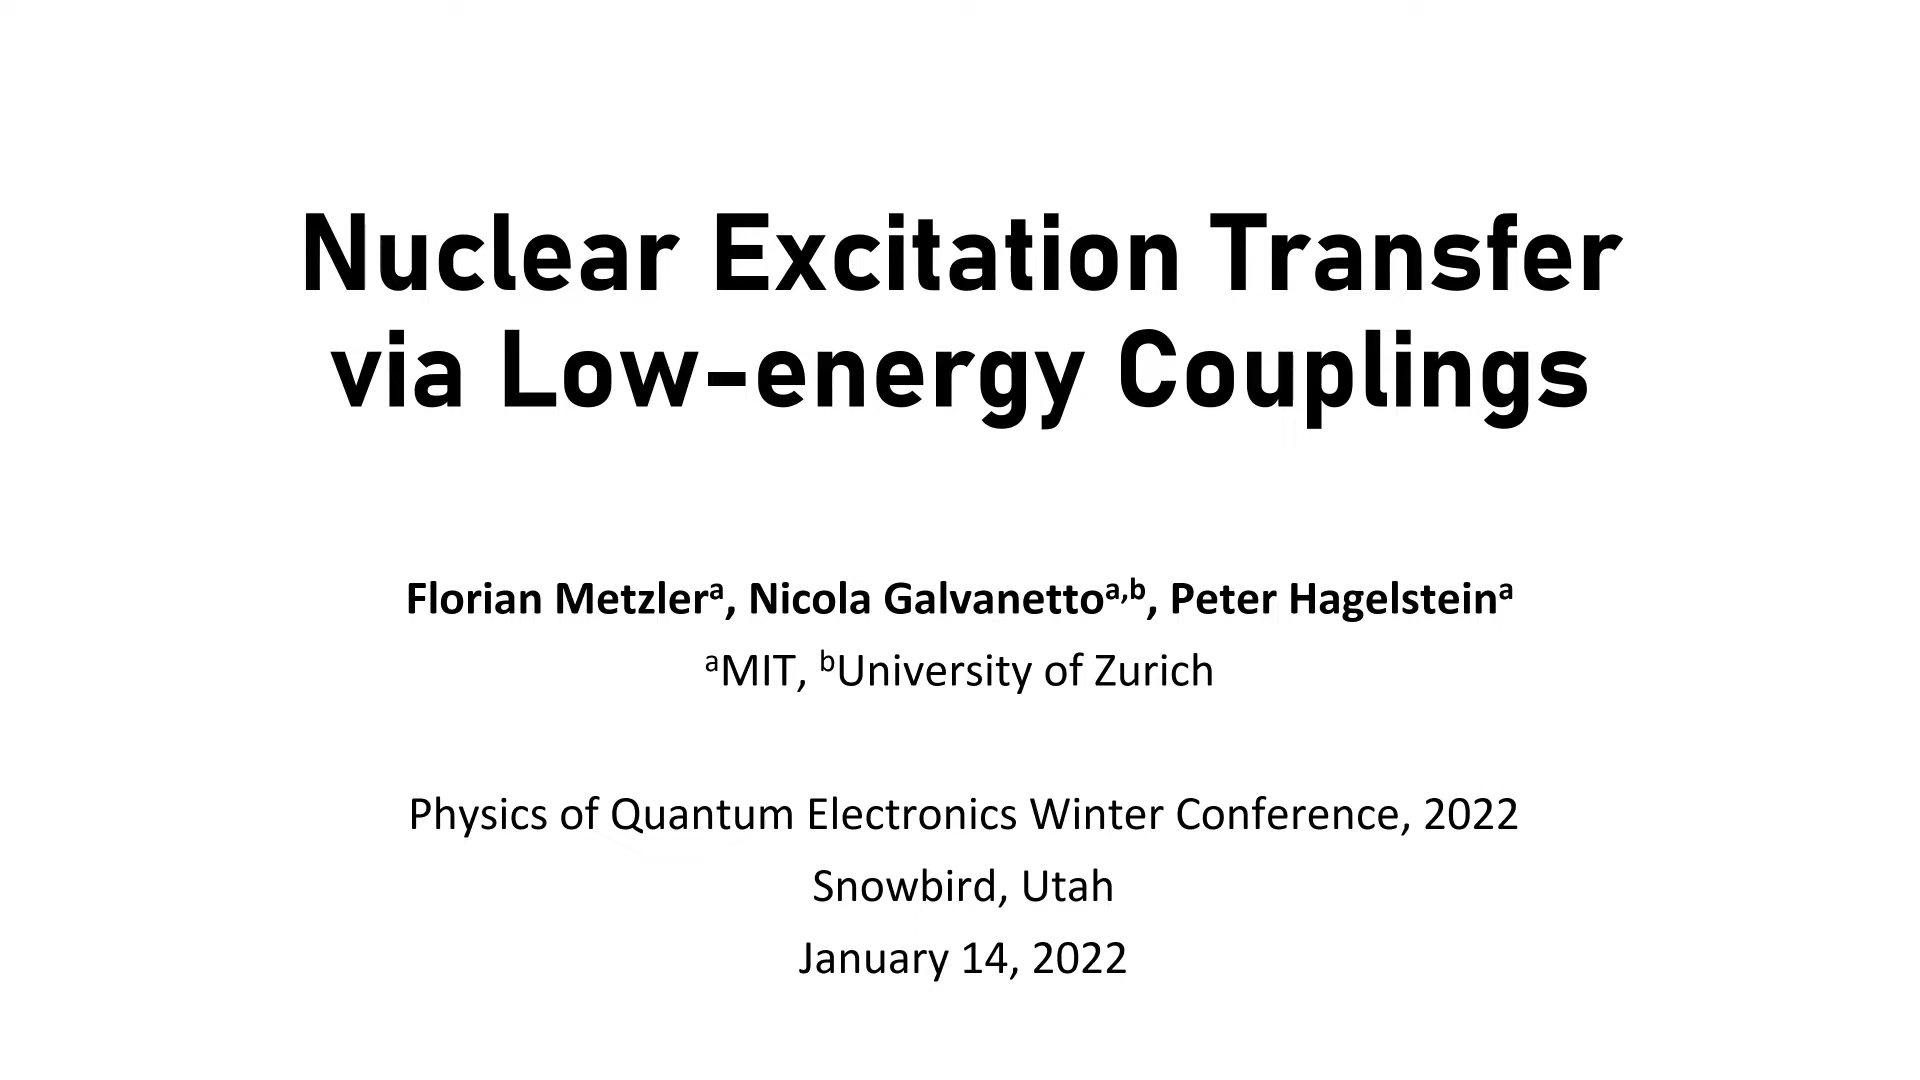 Nuclear Excitation Transfer
via Low-energy Couplings
Florian Metzlerᵃ, Nicola Galvanettoᵃ,ᵇ, Peter Hagelsteinᵃ
ᵃMIT, ᵇUniversity of Zurich
Physics of Quantum Electronics Winter Conference, 2022
Snowbird, Utah
January 14, 2022